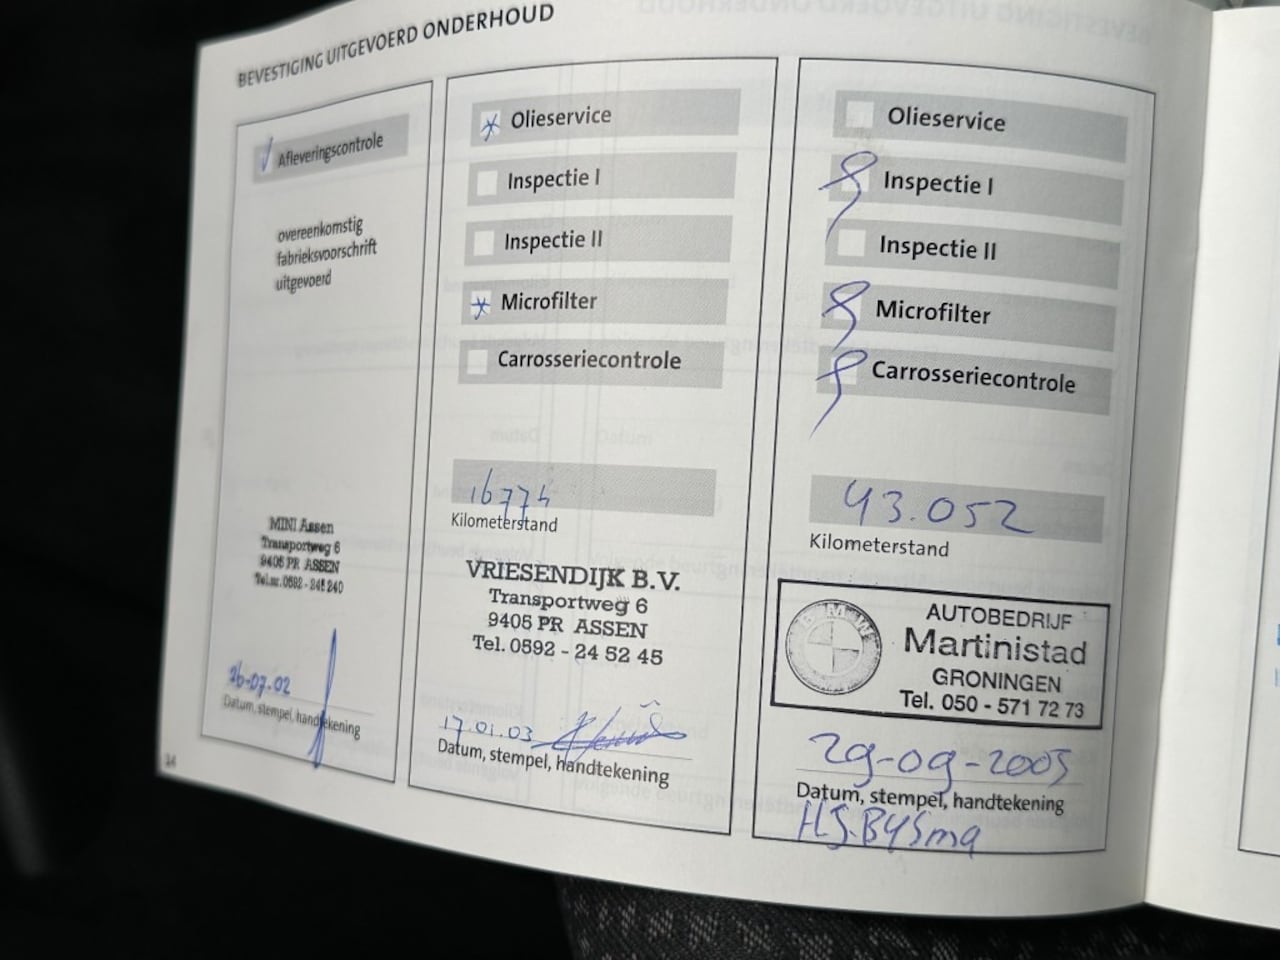 BEVESTIGING UITGEVOERD ONDERHOUD
Afleveringscontrole
overeenkomstig
fabrieksvoorschrift
uitgevoerd
MINI Assen
Transportweg 6
9405 PR ASSEN
Tel.nr. 0592 - 241 240
26-07-02
Datum, stempel, handtekening
14
Olieservice
Inspectie I
Inspectie II
Microfilter
Carrosseriecontrole
16774
Kilometerstand
VRIESENDIJK B.V.
Transportweg 6
9405 PR ASSEN
Tel. 0592 - 24 52 45
17.01.03
Datum, stempel, handtekening
Olieservice
Inspectie I
Inspectie II
Microfilter
Carrosseriecontrole
43.052
Kilometerstand
BMW
AUTOBEDRIJF
Martinistad
GRONINGEN
Tel. 050 - 571 72 73
29-09-2005
Datum, stempel, handtekening
H.J.BYSma